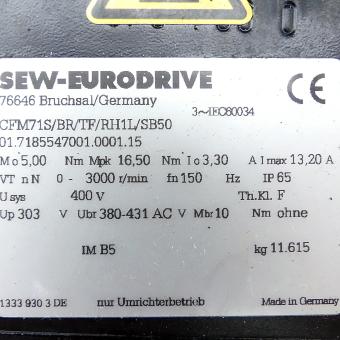 SEW-EURODRIVE
76646 Bruchsal/Germany
3~IEC60034
CFM71S/BR/TF/RH1L/SB50
01.7185547001.0001.15
Mo 5,00 Nm Mpk 16,50 Nm Io 3,30 A Imax 13,20 A
VT nN 0 - 3000 r/min fn 150 Hz IP 65
Usys 400 V Th.Kl. F
Up 303 V Ubr 380-431 AC V Mbr 10 Nm ohne
IM B5 kg 11.615
1333 930 3 DE nur Umrichterbetrieb Made in Germany